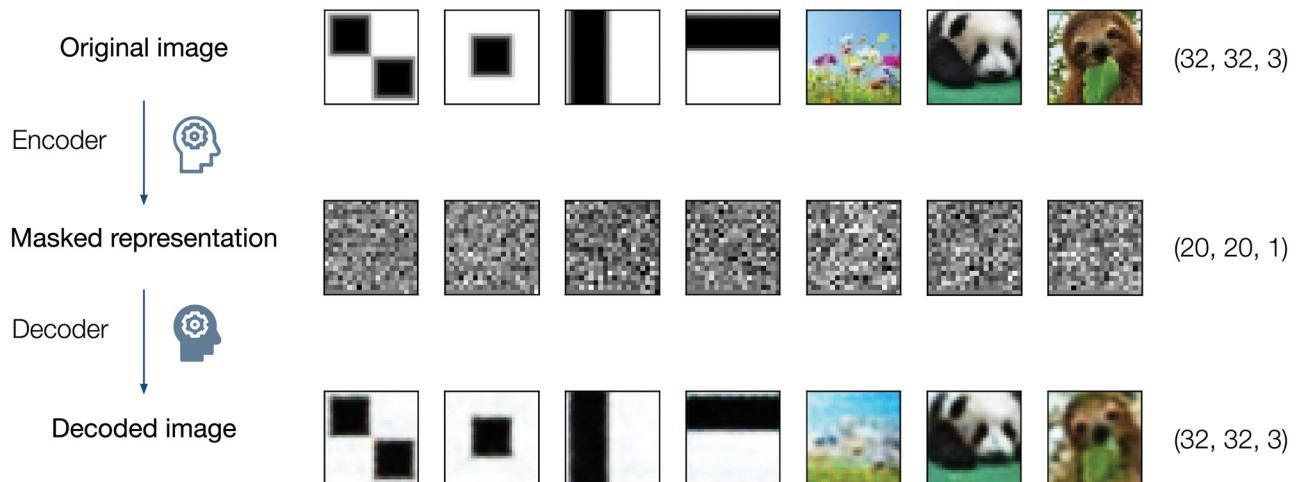 Original image
(32, 32, 3)
Encoder
Masked representation
(20, 20, 1)
Decoder
Decoded image
(32, 32, 3)